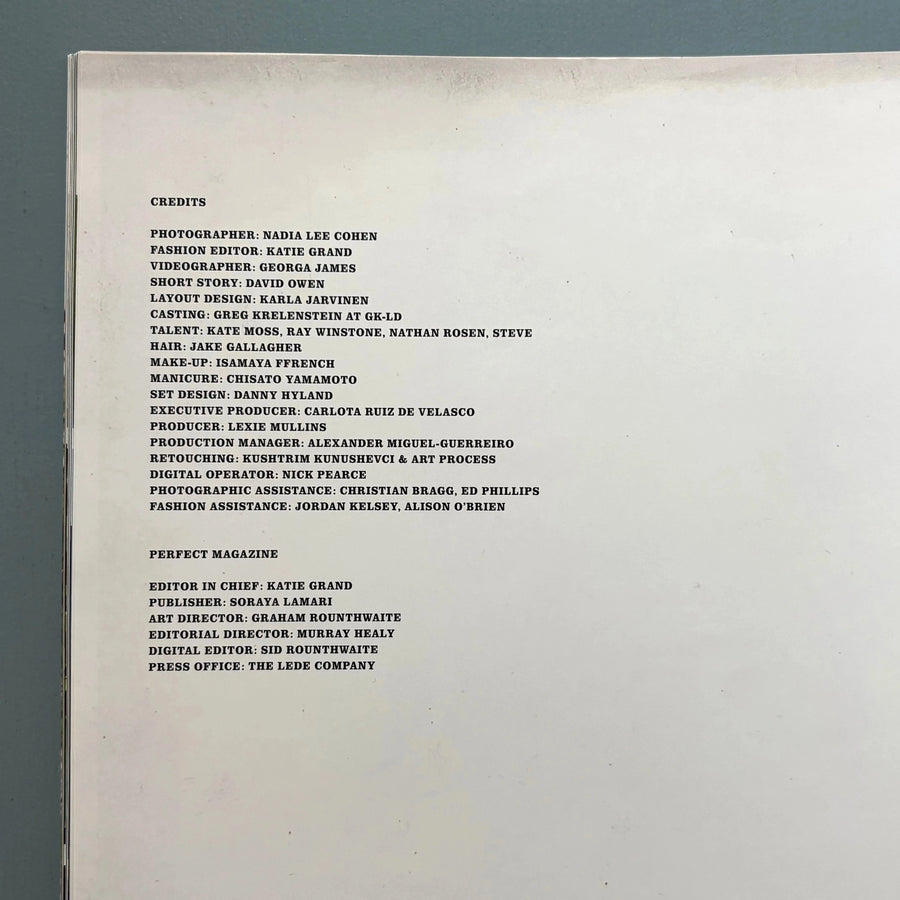 CREDITS
PHOTOGRAPHER: NADIA LEE COHEN
FASHION EDITOR: KATIE GRAND
VIDEOGRAPHER: GEORGA JAMES
SHORT STORY: DAVID OWEN
LAYOUT DESIGN: KARLA JARVINEN
CASTING: GREG KRELENSTEIN AT GK-LD
TALENT: KATE MOSS, RAY WINSTONE, NATHAN ROSEN, STEVE
HAIR: JAKE GALLAGHER
MAKE-UP: ISAMAYA FFRENCH
MANICURE: CHISATO YAMAMOTO
SET DESIGN: DANNY HYLAND
EXECUTIVE PRODUCER: CARLOTA RUIZ DE VELASCO
PRODUCER: LEXIE MULLINS
PRODUCTION MANAGER: ALEXANDER MIGUEL-GUERREIRO
RETOUCHING: KUSHTRIM KUNUSHEVCI & ART PROCESS
DIGITAL OPERATOR: NICK PEARCE
PHOTOGRAPHIC ASSISTANCE: CHRISTIAN BRAGG, ED PHILLIPS
FASHION ASSISTANCE: JORDAN KELSEY, ALISON O'BRIEN
PERFECT MAGAZINE
EDITOR IN CHIEF: KATIE GRAND
PUBLISHER: SORAYA LAMARI
ART DIRECTOR: GRAHAM ROUNTHWAITE
EDITORIAL DIRECTOR: MURRAY HEALY
DIGITAL EDITOR: SID ROUNTHWAITE
PRESS OFFICE: THE LEDE COMPANY